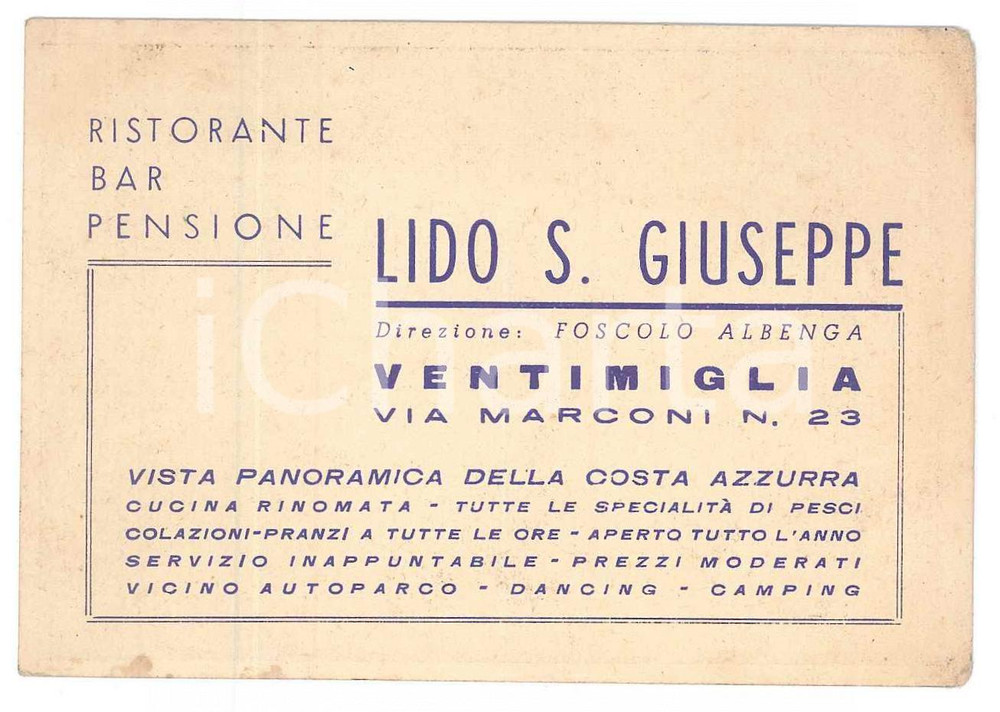 RISTORANTE
BAR
PENSIONE
LIDO S. GIUSEPPE
Direzione: FOSCOLO ALBENGA
VENTIMIGLIA
VIA MARCONI N. 23
VISTA PANORAMICA DELLA COSTA AZZURRA
CUCINA RINOMATA - TUTTE LE SPECIALITÀ DI PESCI
COLAZIONI-PRANZI A TUTTE LE ORE - APERTO TUTTO L'ANNO
SERVIZIO INAPPUNTABILE - PREZZI MODERATI
VICINO AUTOPARCO - DANCING - CAMPING
iCharta